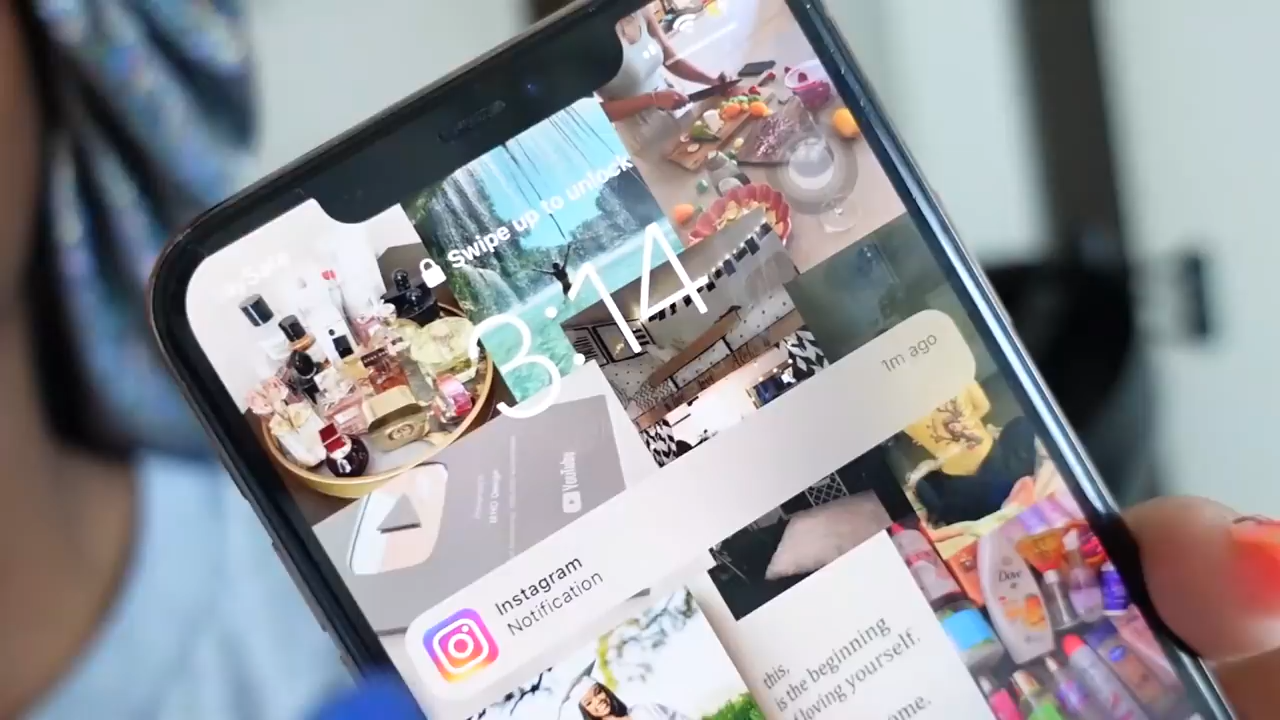 Swipe up to unlock
3:14
1m ago
YouTube
Instagram
Notification
this,
is the beginning
loving yourself.
Dove